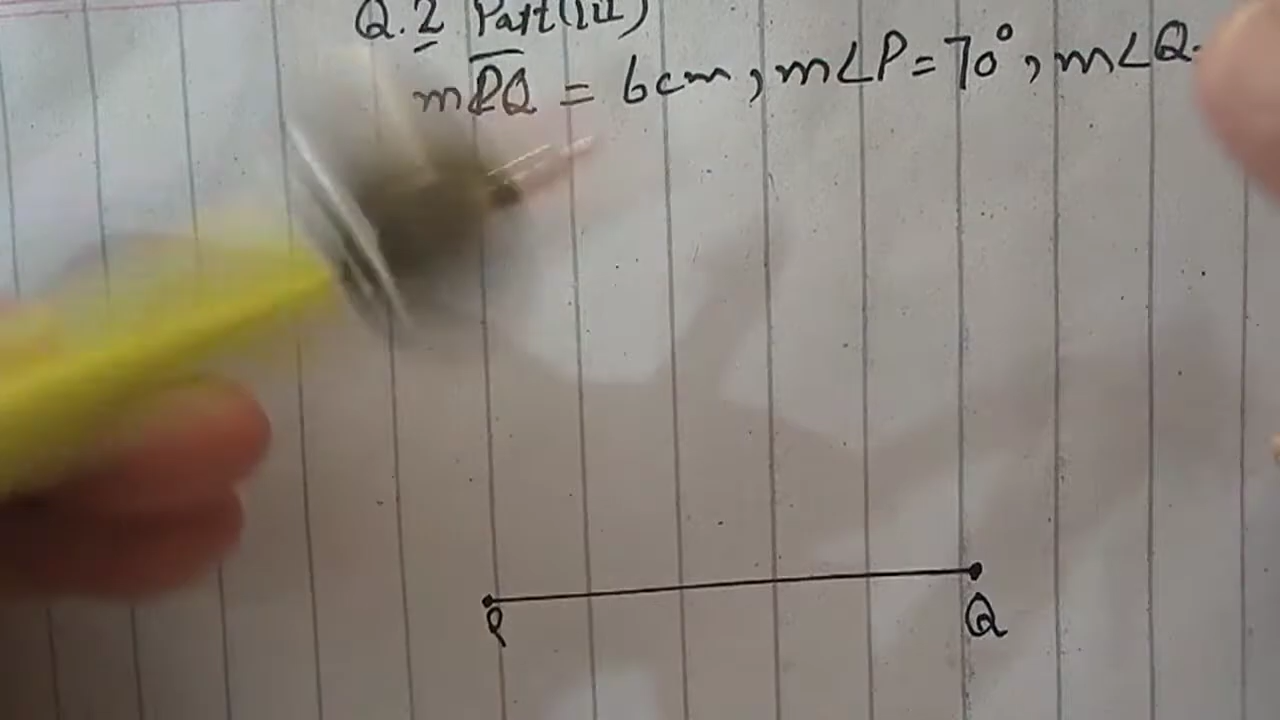 Q.2 Part(iii)
mPQ = 6cm, m∠P=70°, m∠Q
P
Q